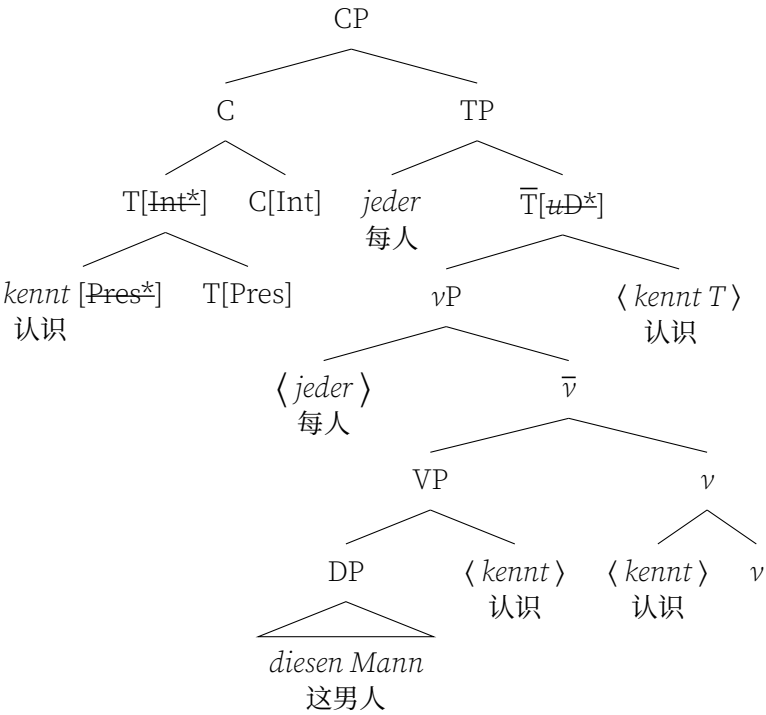 CP
C TP
T[Int*] C[Int] jeder T̅[uD*]
每人
kennt [Pres*] T[Pres] vP ⟨ kennt T ⟩
认识 认识
⟨ jeder ⟩ v̅
每人
VP v
DP ⟨ kennt ⟩ ⟨ kennt ⟩ v
认识 认识
diesen Mann
这男人